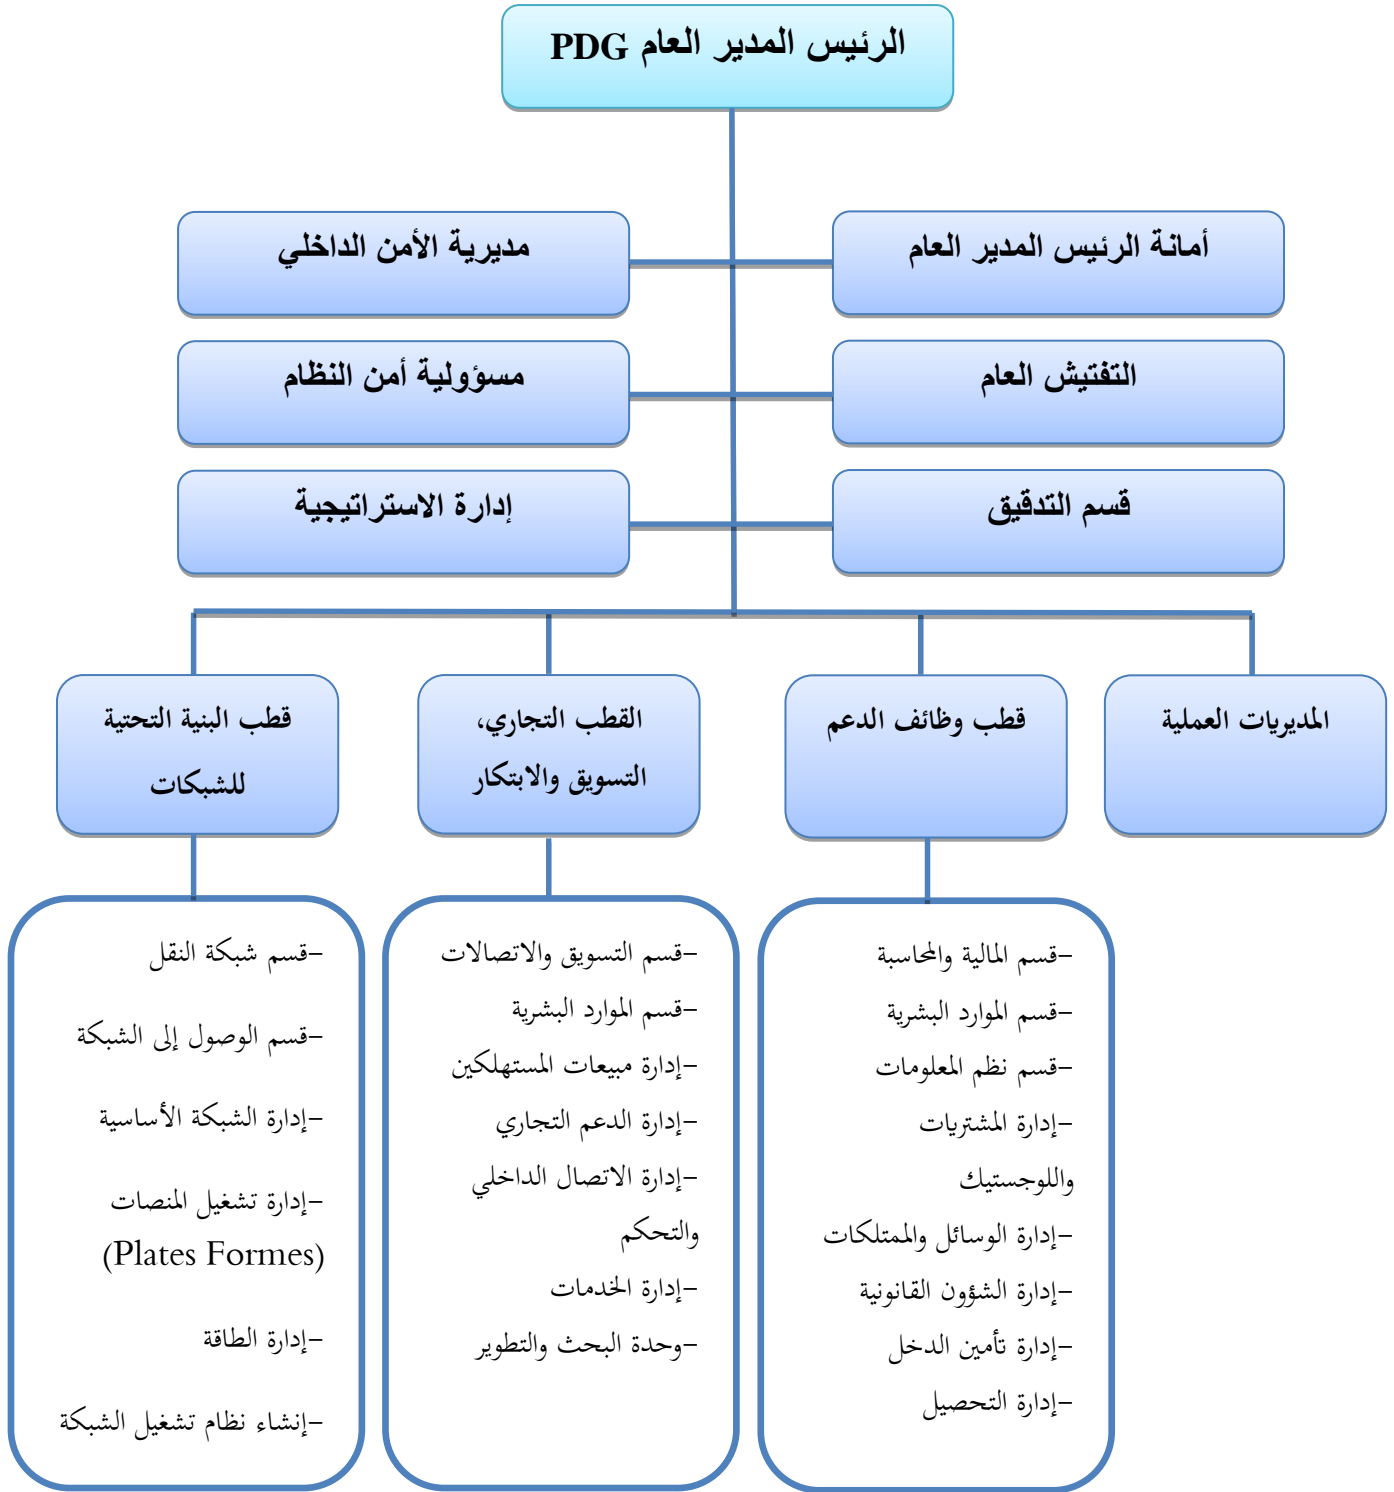 الرئيس المدير العام PDG
أمانة الرئيس المدير العام
مديرية الأمن الداخلي
التفتيش العام
مسؤولية أمن النظام
قسم التدقيق
إدارة الاستراتيجية
المديريات العملية
قطب وظائف الدعم
القطب التجاري،
التسويق والابتكار
قطب البنية التحتية
للشبكات
-قسم المالية والمحاسبة
-قسم الموارد البشرية
-قسم نظم المعلومات
-إدارة المشتريات
واللوجستيك
-إدارة الوسائل والممتلكات
-إدارة الشؤون القانونية
-إدارة تأمين الدخل
-إدارة التحصيل
-قسم التسويق والاتصالات
-قسم الموارد البشرية
-إدارة مبيعات المستهلكين
-إدارة الدعم التجاري
-إدارة الاتصال الداخلي
والتحكم
-إدارة الخدمات
-وحدة البحث والتطوير
-قسم شبكة النقل
-قسم الوصول إلى الشبكة
-إدارة الشبكة الأساسية
-إدارة تشغيل المنصات
(Plates Formes)
-إدارة الطاقة
-إنشاء نظام تشغيل الشبكة